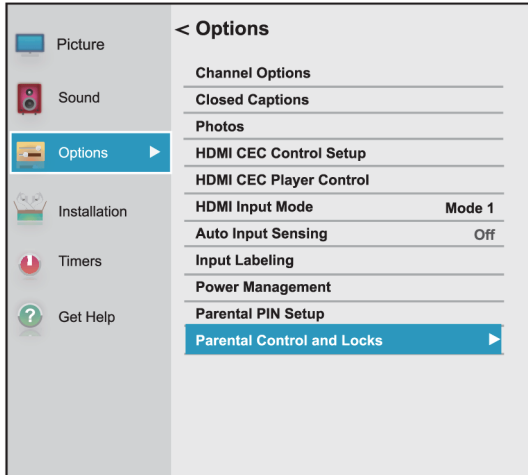 Picture
Sound
Options
Installation
Timers
Get Help
< Options
Channel Options
Closed Captions
Photos
HDMI CEC Control Setup
HDMI CEC Player Control
HDMI Input Mode Mode 1
Auto Input Sensing Off
Input Labeling
Power Management
Parental PIN Setup
Parental Control and Locks